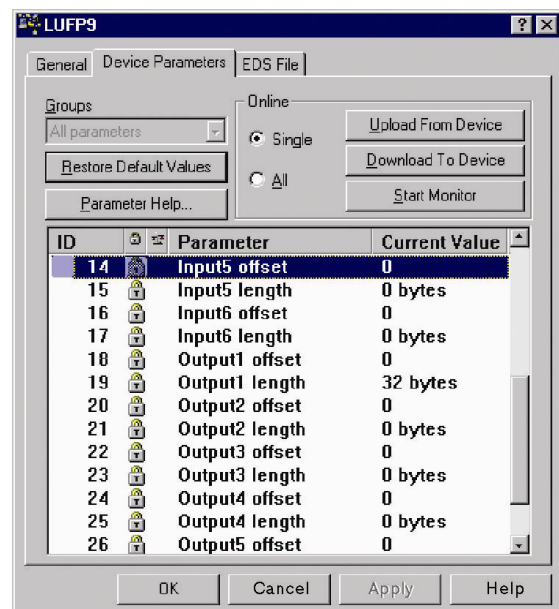 LUFP9
General Device Parameters EDS File
Groups
All parameters
Restore Default Values
Parameter Help...
Online
Single
All
Upload From Device
Download To Device
Start Monitor
ID Parameter Current Value
14 Input5 offset 0
15 Input5 length 0 bytes
16 Input6 offset 0
17 Input6 length 0 bytes
18 Output1 offset 0
19 Output1 length 32 bytes
20 Output2 offset 0
21 Output2 length 0 bytes
22 Output3 offset 0
23 Output3 length 0 bytes
24 Output4 offset 0
25 Output4 length 0 bytes
26 Output5 offset 0
OK Cancel Apply Help